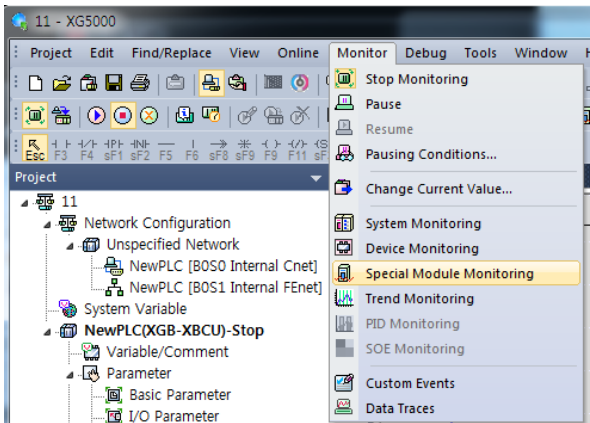 11 - XG5000
Project Edit Find/Replace View Online Monitor Debug Tools Window
Stop Monitoring
Pause
Resume
Pausing Conditions...
Change Current Value...
System Monitoring
Device Monitoring
Special Module Monitoring
Trend Monitoring
PID Monitoring
SOE Monitoring
Custom Events
Data Traces
Esc F3 F4 sF1 sF2 F5 F6 sF8 sF9 F9 F11
Project
11
Network Configuration
Unspecified Network
NewPLC [B0S0 Internal Cnet]
NewPLC [B0S1 Internal FEnet]
System Variable
NewPLC(XGB-XBCU)-Stop
Variable/Comment
Parameter
Basic Parameter
I/O Parameter